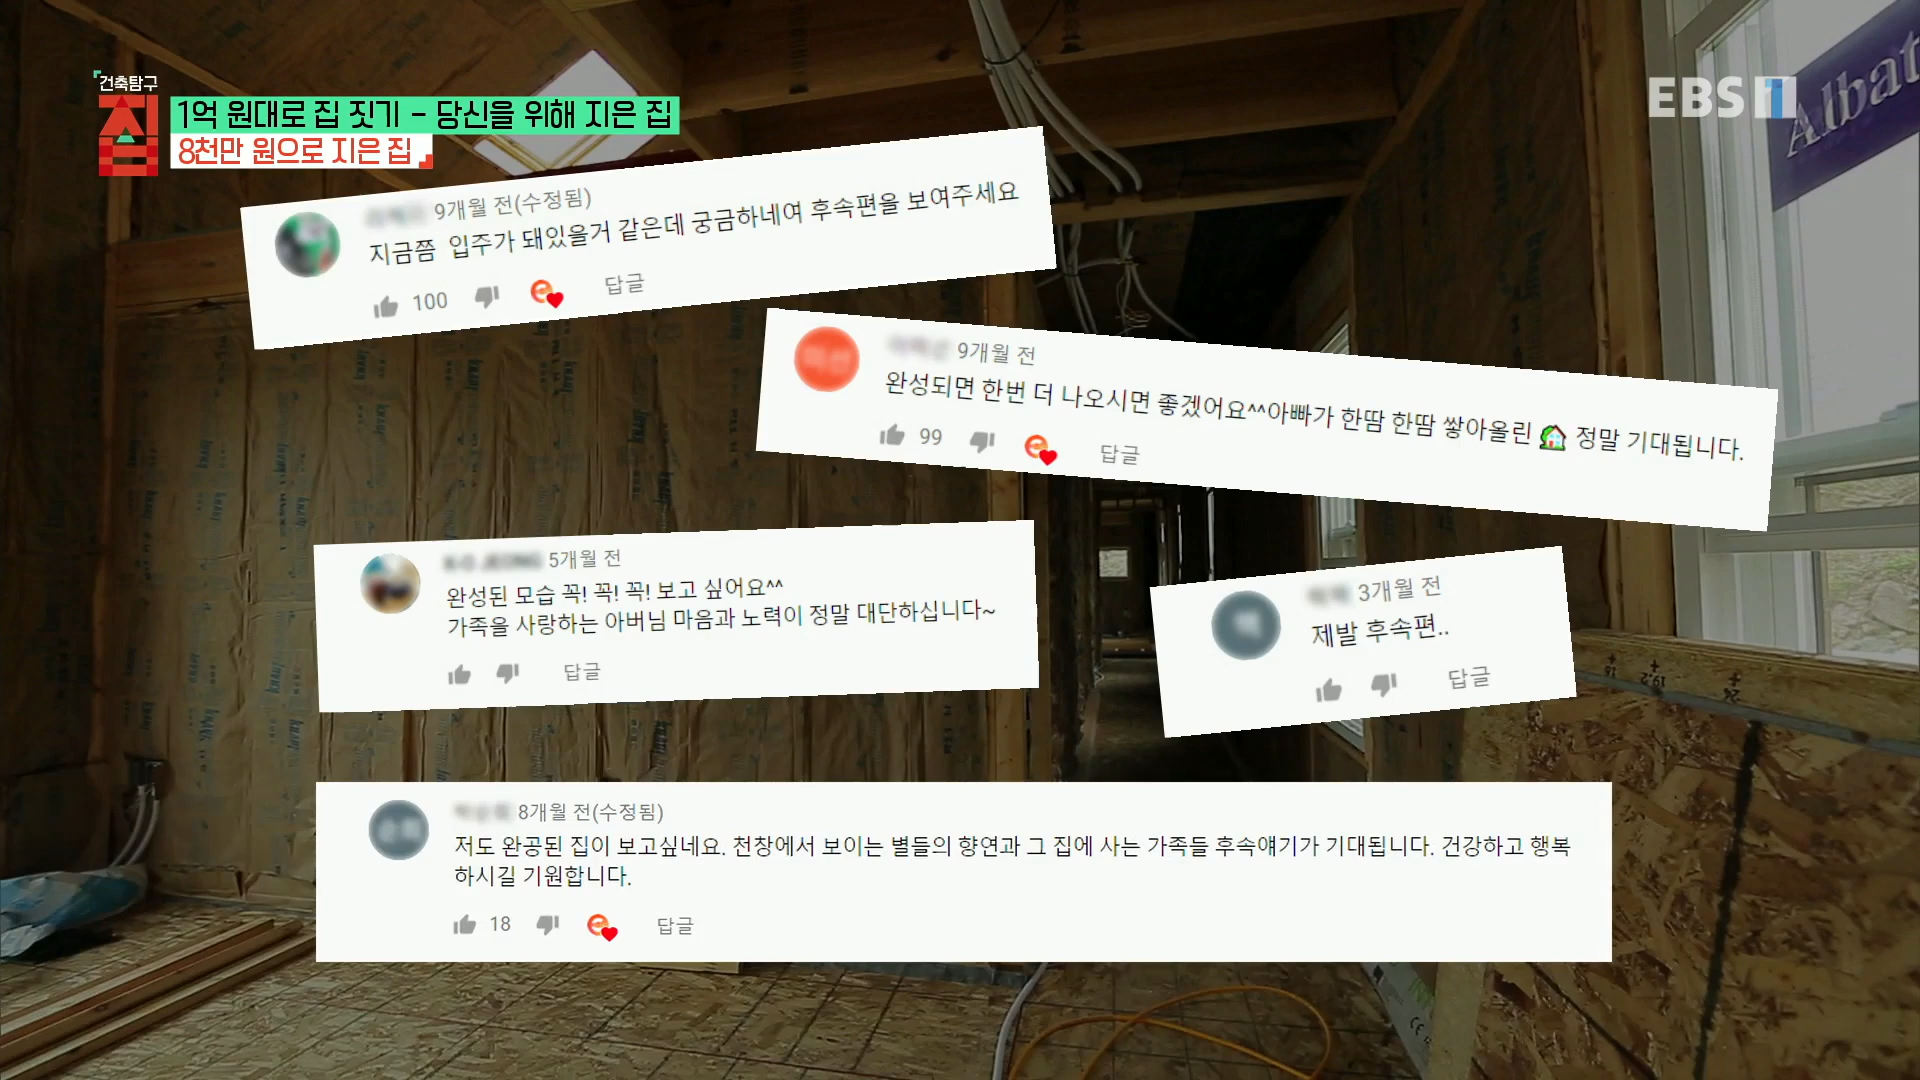 건축탐구
집
1억 원대로 집 짓기 - 당신을 위해 지은 집
8천만 원으로 지은 집
EBS 1
Albat
9개월 전(수정됨)
지금쯤 입주가 돼있을거 같은데 궁금하네여 후속편을 보여주세요
100 답글
9개월 전
완성되면 한번 더 나오시면 좋겠어요^^아빠가 한땀 한땀 쌓아올린 🏡 정말 기대됩니다.
99 답글
5개월 전
완성된 모습 꼭! 꼭! 꼭! 보고 싶어요^^
가족을 사랑하는 아버님 마음과 노력이 정말 대단하십니다~
답글
3개월 전
제발 후속편..
답글
8개월 전(수정됨)
저도 완공된 집이 보고싶네요. 천창에서 보이는 별들의 향연과 그 집에 사는 가족들 후속얘기가 기대됩니다. 건강하고 행복
하시길 기원합니다.
18 답글